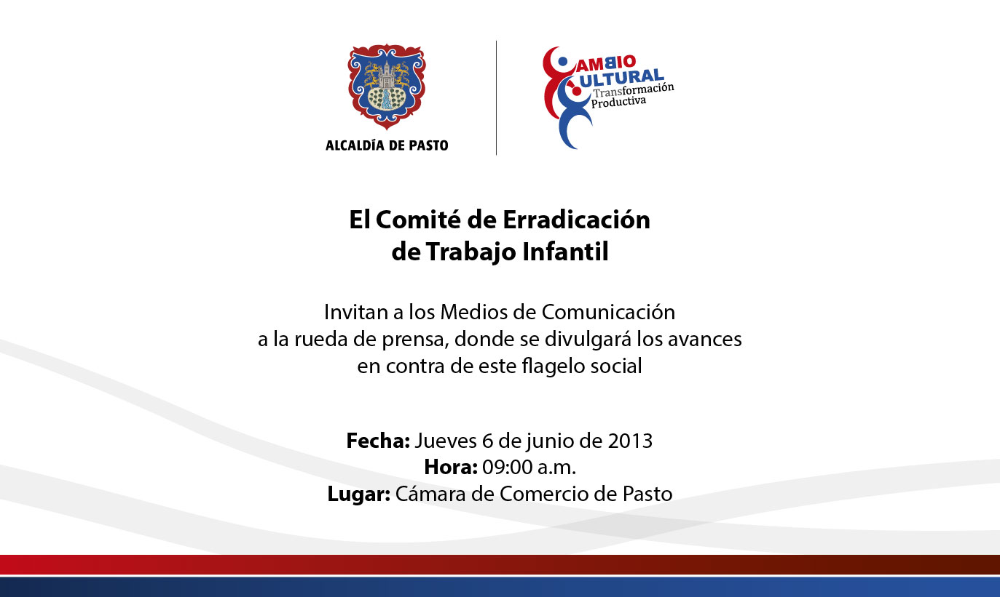 ALCALDÍA DE PASTO
CAMBIO
CULTURAL
Transformación
Productiva
El Comité de Erradicación
de Trabajo Infantil
Invitan a los Medios de Comunicación
a la rueda de prensa, donde se divulgará los avances
en contra de este flagelo social
Fecha: Jueves 6 de junio de 2013
Hora: 09:00 a.m.
Lugar: Cámara de Comercio de Pasto